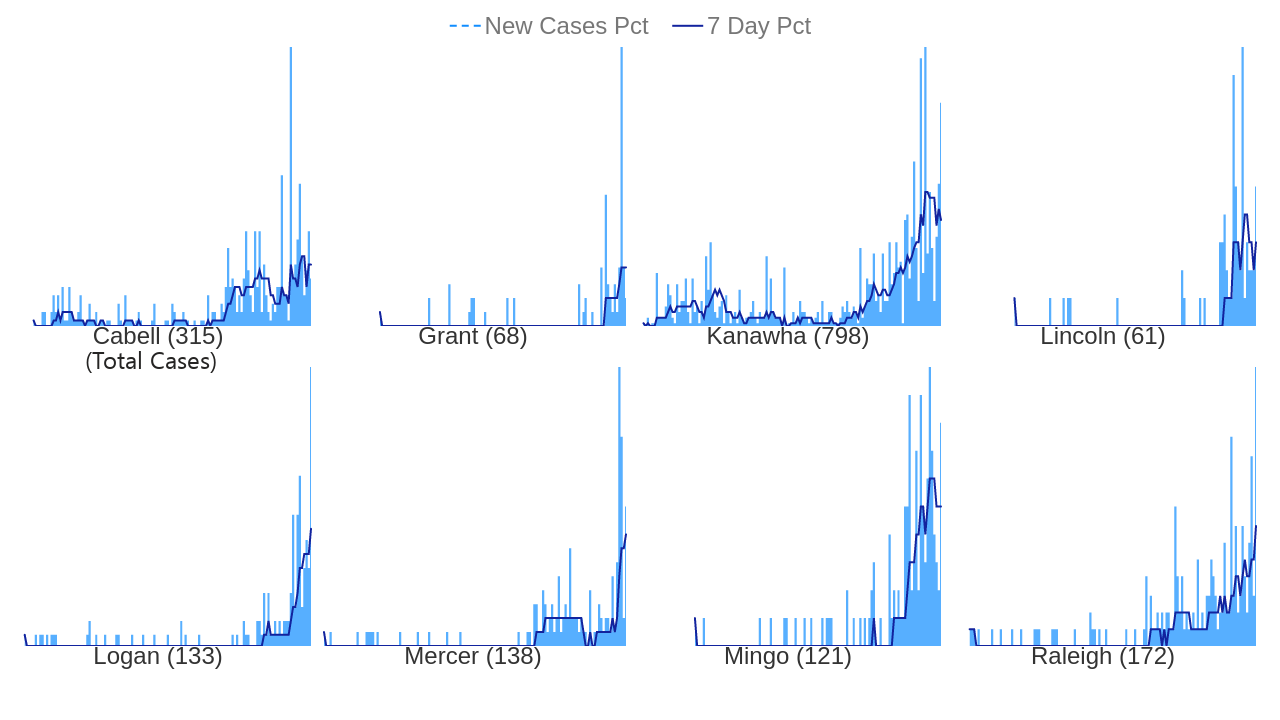 New Cases Pct 7 Day Pct
Cabell (315) Grant (68) Kanawha (798) Lincoln (61)
(Total Cases)
Logan (133) Mercer (138) Mingo (121) Raleigh (172)